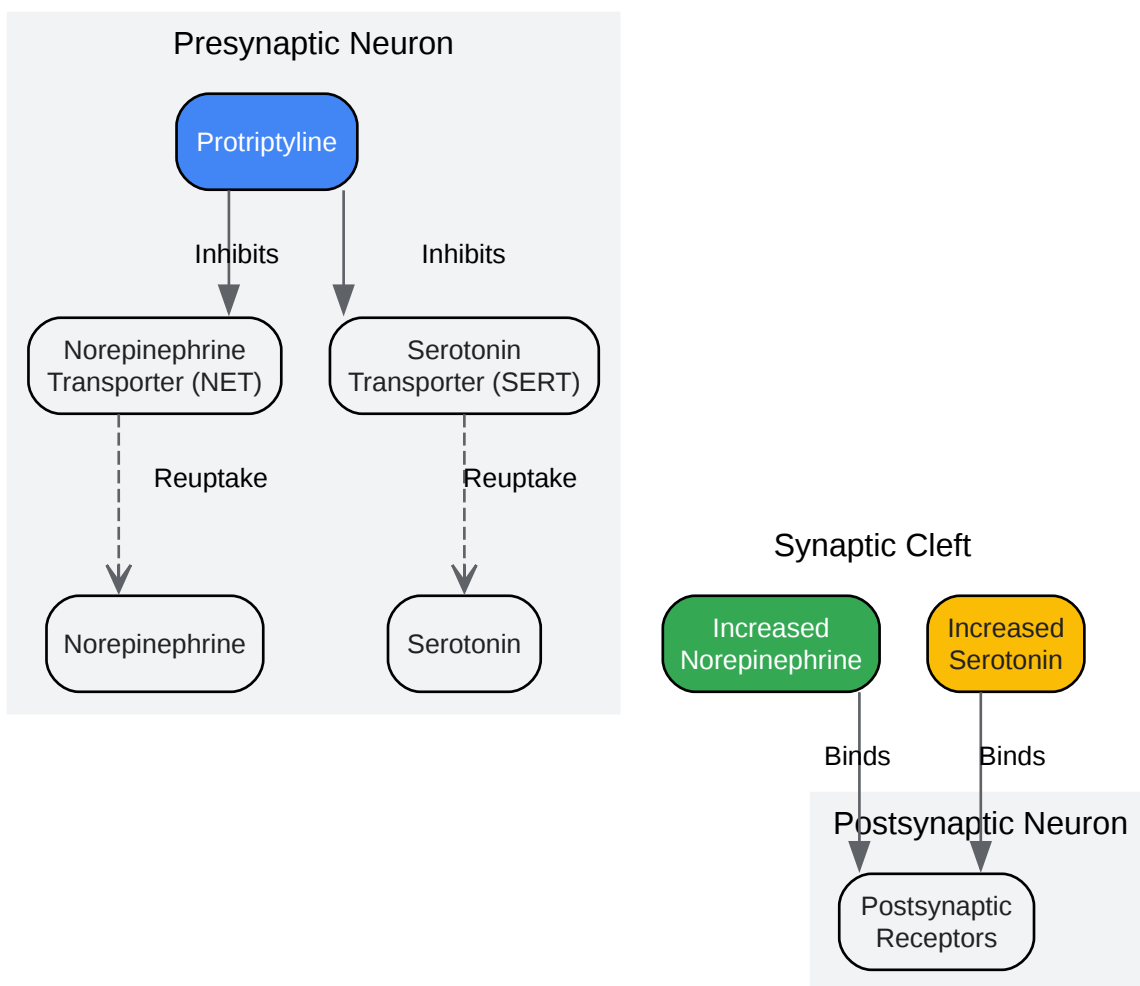 Presynaptic Neuron
Protriptyline
Inhibits
Inhibits
Norepinephrine
Transporter (NET)
Serotonin
Transporter (SERT)
Reuptake
Reuptake
Norepinephrine
Serotonin
Synaptic Cleft
Increased
Norepinephrine
Increased
Serotonin
Binds
Binds
Postsynaptic Neuron
Postsynaptic
Receptors